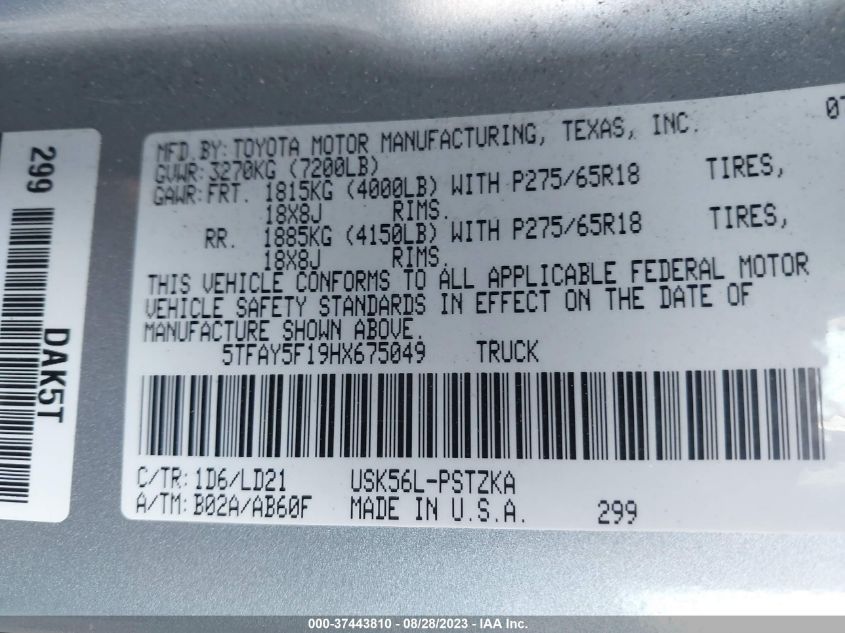 MFD.BY: TOYOTA MOTOR MANUFACTURING, TEXAS, INC. 07
GVWR: 3270KG (7200LB)
GAWR: FRT. 1815KG (4000LB) WITH P275/65R18 TIRES,
18X8J RIMS.
RR. 1885KG (4150LB) WITH P275/65R18 TIRES,
18X8J RIMS.
THIS VEHICLE CONFORMS TO ALL APPLICABLE FEDERAL MOTOR
VEHICLE SAFETY STANDARDS IN EFFECT ON THE DATE OF
MANUFACTURE SHOWN ABOVE.
5TFAY5F19HX675049 TRUCK
C/TR: 1D6/LD21 USK56L-PSTZKA
A/TM: B02A/AB60F MADE IN U.S.A. 299
299
DAK5T
000-37443810 - 08/28/2023 - IAA Inc.